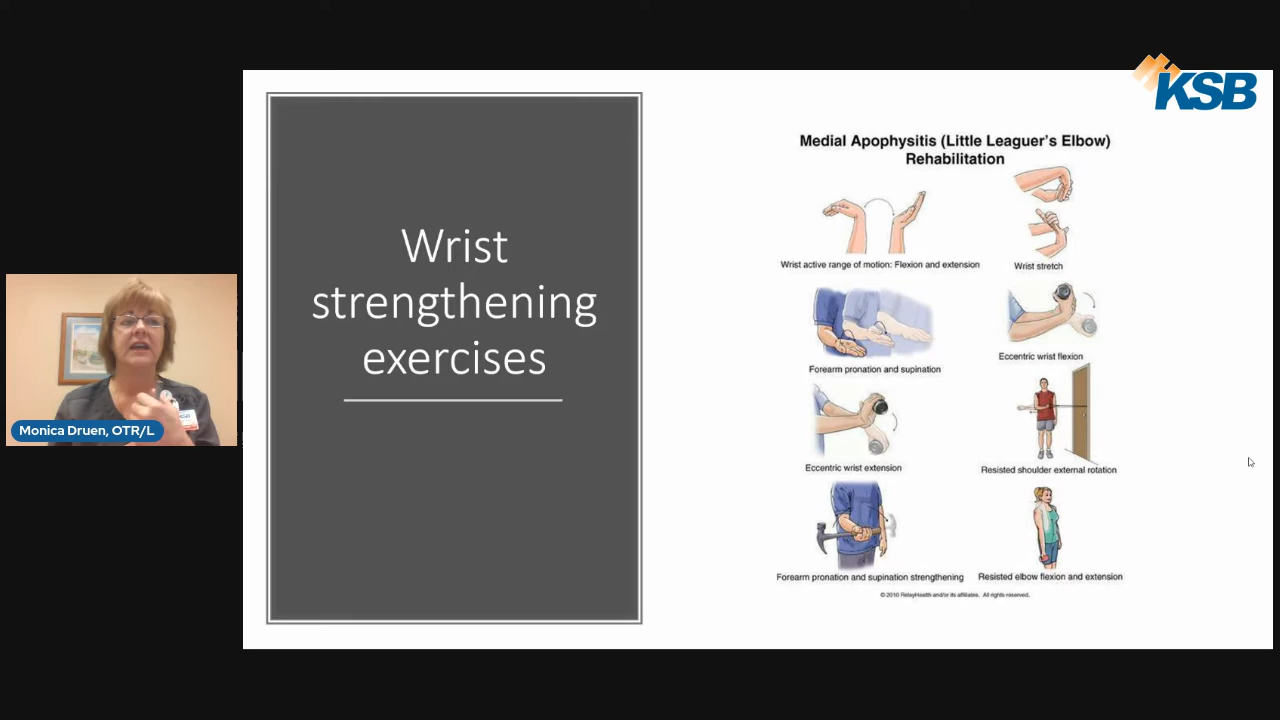 KSB
Wrist
strengthening
exercises
Medial Apophysitis (Little Leaguer's Elbow)
Rehabilitation
Wrist active range of motion: Flexion and extension
Wrist stretch
Forearm pronation and supination
Eccentric wrist flexion
Eccentric wrist extension
Resisted shoulder external rotation
Forearm pronation and supination strengthening
Resisted elbow flexion and extension
© 2010 RelayHealth and/or its affiliates. All rights reserved.
Monica Druen, OTR/L